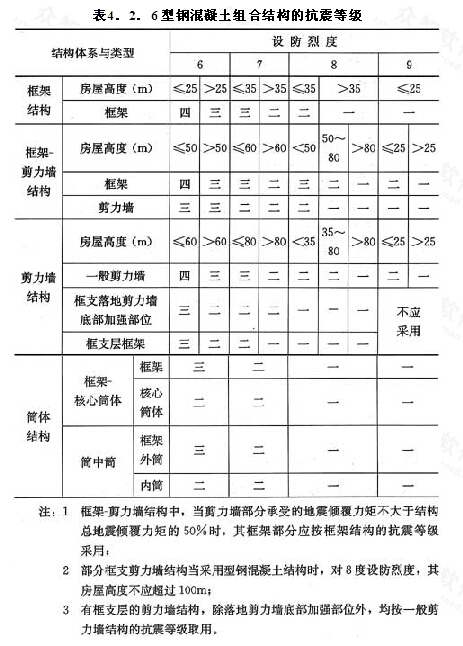 表4．2．6型钢混凝土组合结构的抗震等级
结构体系与类型 设防烈度
6 7 8 9
框架结构 房屋高度（m） ≤25 >25 ≤35 >35 ≤35 >35 ≤25
框架 四 三 三 二 二 一 一
框架-剪力墙结构 房屋高度（m） ≤50 >50 ≤60 >60 <50 50～80 >80 ≤25 >25
框架 四 三 三 二 三 二 一 二 一
剪力墙 三 三 二 二 二 一 一 一 一
剪力墙结构 房屋高度（m） ≤60 >60 ≤80 >80 <35 35～80 >80 ≤25 >25
一般剪力墙 四 三 三 二 二 二 一 二 一
框支落地剪力墙底部加强部位 三 二 二 二 一 一 一 不应采用
框支层框架 三 二 二 一 一 一 一
筒体结构 框架-核心筒体 框架 三 二 一 一
核心筒体 二 二 一 一
筒中筒 框架外筒 三 二 一 一
内筒 二 二 一 一
注：1 框架-剪力墙结构中，当剪力墙部分承受的地震倾覆力矩不大于结构
总地震倾覆力矩的50%时，其框架部分应按框架结构的抗震等级
采用；
2 部分框支剪力墙结构当采用型钢混凝土结构时，对8度设防烈度，其
房屋高度不应超过100m；
3 有框支层的剪力墙结构，除落地剪力墙底部加强部位外，均按一般剪
力墙结构的抗震等级取用．